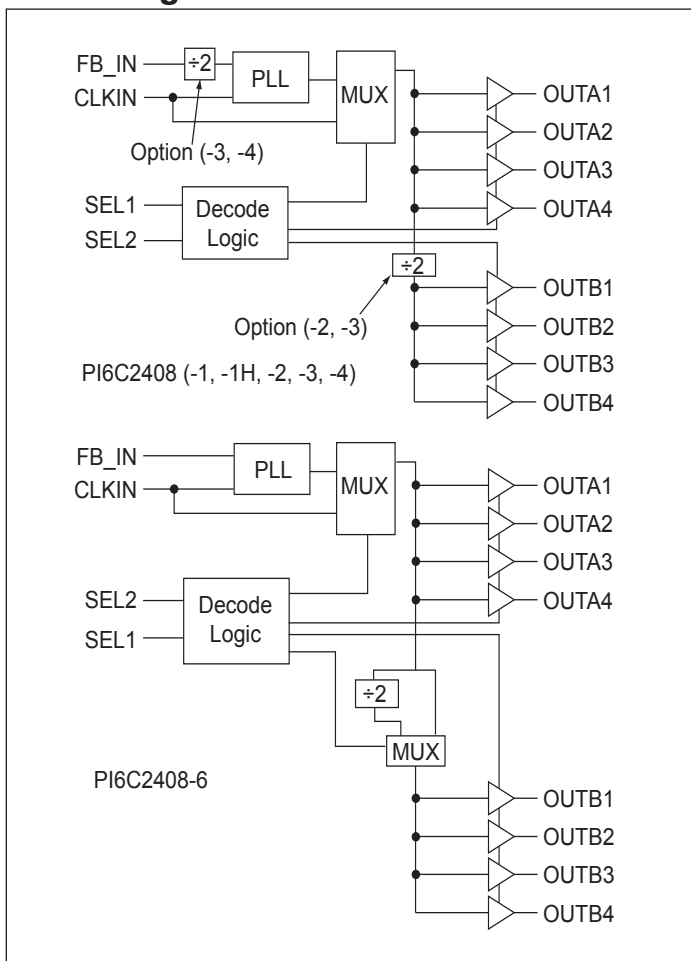 FB_IN
÷2
PLL
MUX
CLKIN
Option (-3, -4)
OUTA1
OUTA2
OUTA3
OUTA4
SEL1
SEL2
Decode
Logic
÷2
Option (-2, -3)
OUTB1
OUTB2
OUTB3
OUTB4
PI6C2408 (-1, -1H, -2, -3, -4)
FB_IN
PLL
MUX
CLKIN
OUTA1
OUTA2
OUTA3
OUTA4
SEL2
SEL1
Decode
Logic
÷2
MUX
PI6C2408-6
OUTB1
OUTB2
OUTB3
OUTB4